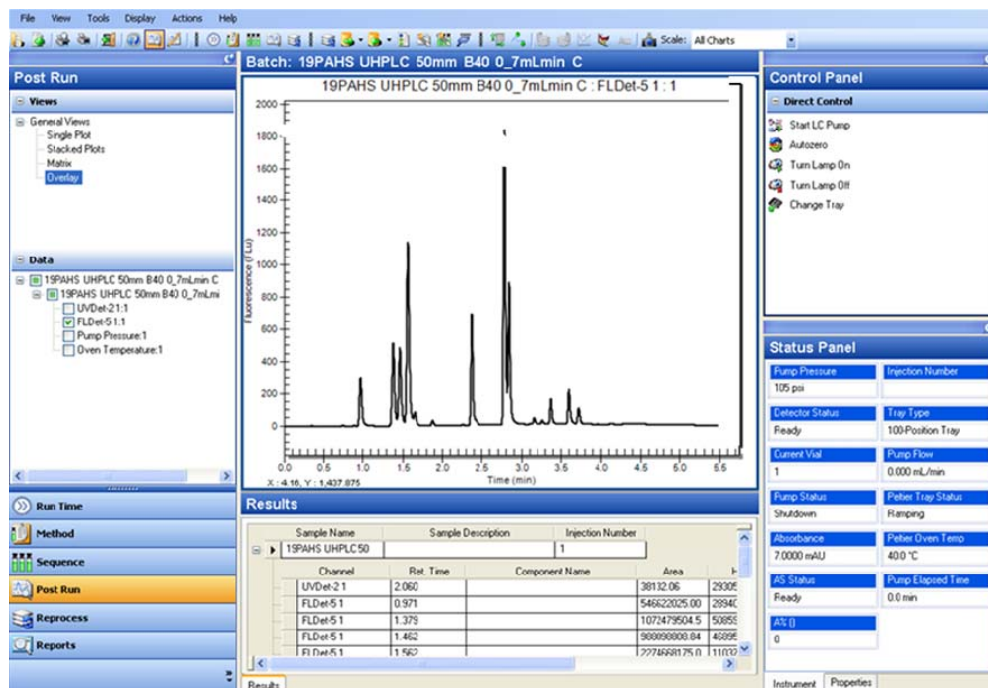 File View Tools Display Actions Help
Scale: All Charts
Post Run
Views
General Views
Single Plot
Stacked Plots
Matrix
Overlay
Data
19PAHS UHPLC 50mm B40 0_7mLmin C
19PAHS UHPLC 50mm B40 0_7mLmi
UVDet-2 1:1
FLDet-5 1:1
Pump Pressure:1
Oven Temperature:1
Run Time
Method
Sequence
Post Run
Reprocess
Reports
Batch: 19PAHS UHPLC 50mm B40 0_7mLmin C
19PAHS UHPLC 50mm B40 0_7mLmin C : FLDet-5 1 : 1
2000
1800
1600
1400
1200
1000
800
600
400
200
0
Fluorescence (FLu)
0.0 0.5 1.0 1.5 2.0 2.5 3.0 3.5 4.0 4.5 5.0 5.5
X : 4.16, Y : 1,437.875 Time (min)
Results
Sample Name Sample Description Injection Number
19PAHS UHPLC 50 1
Channel Ret. Time Component Name Area H
UVDet-2 1 2.060 38132.06 29305
FLDet-5 1 0.971 546622025.00 28940
FLDet-5 1 1.379 1072479504.5 50859
FLDet-5 1 1.462
FLDet-5 1 1.562
Results
Control Panel
Direct Control
Start LC Pump
Autozero
Turn Lamp On
Turn Lamp Off
Change Tray
Status Panel
Pump Pressure Injection Number
105 psi
Detector Status Tray Type
Ready 100-Position Tray
Current Vial Pump Flow
1 0.000 mL/min
Pump Status Peltier Tray Status
Shutdown Ramping
Absorbance Peltier Oven Temp
7.0000 mAU 40.0 °C
AS Status Pump Elapsed Time
Ready 0.0 min
A% ()
0
Instrument Properties